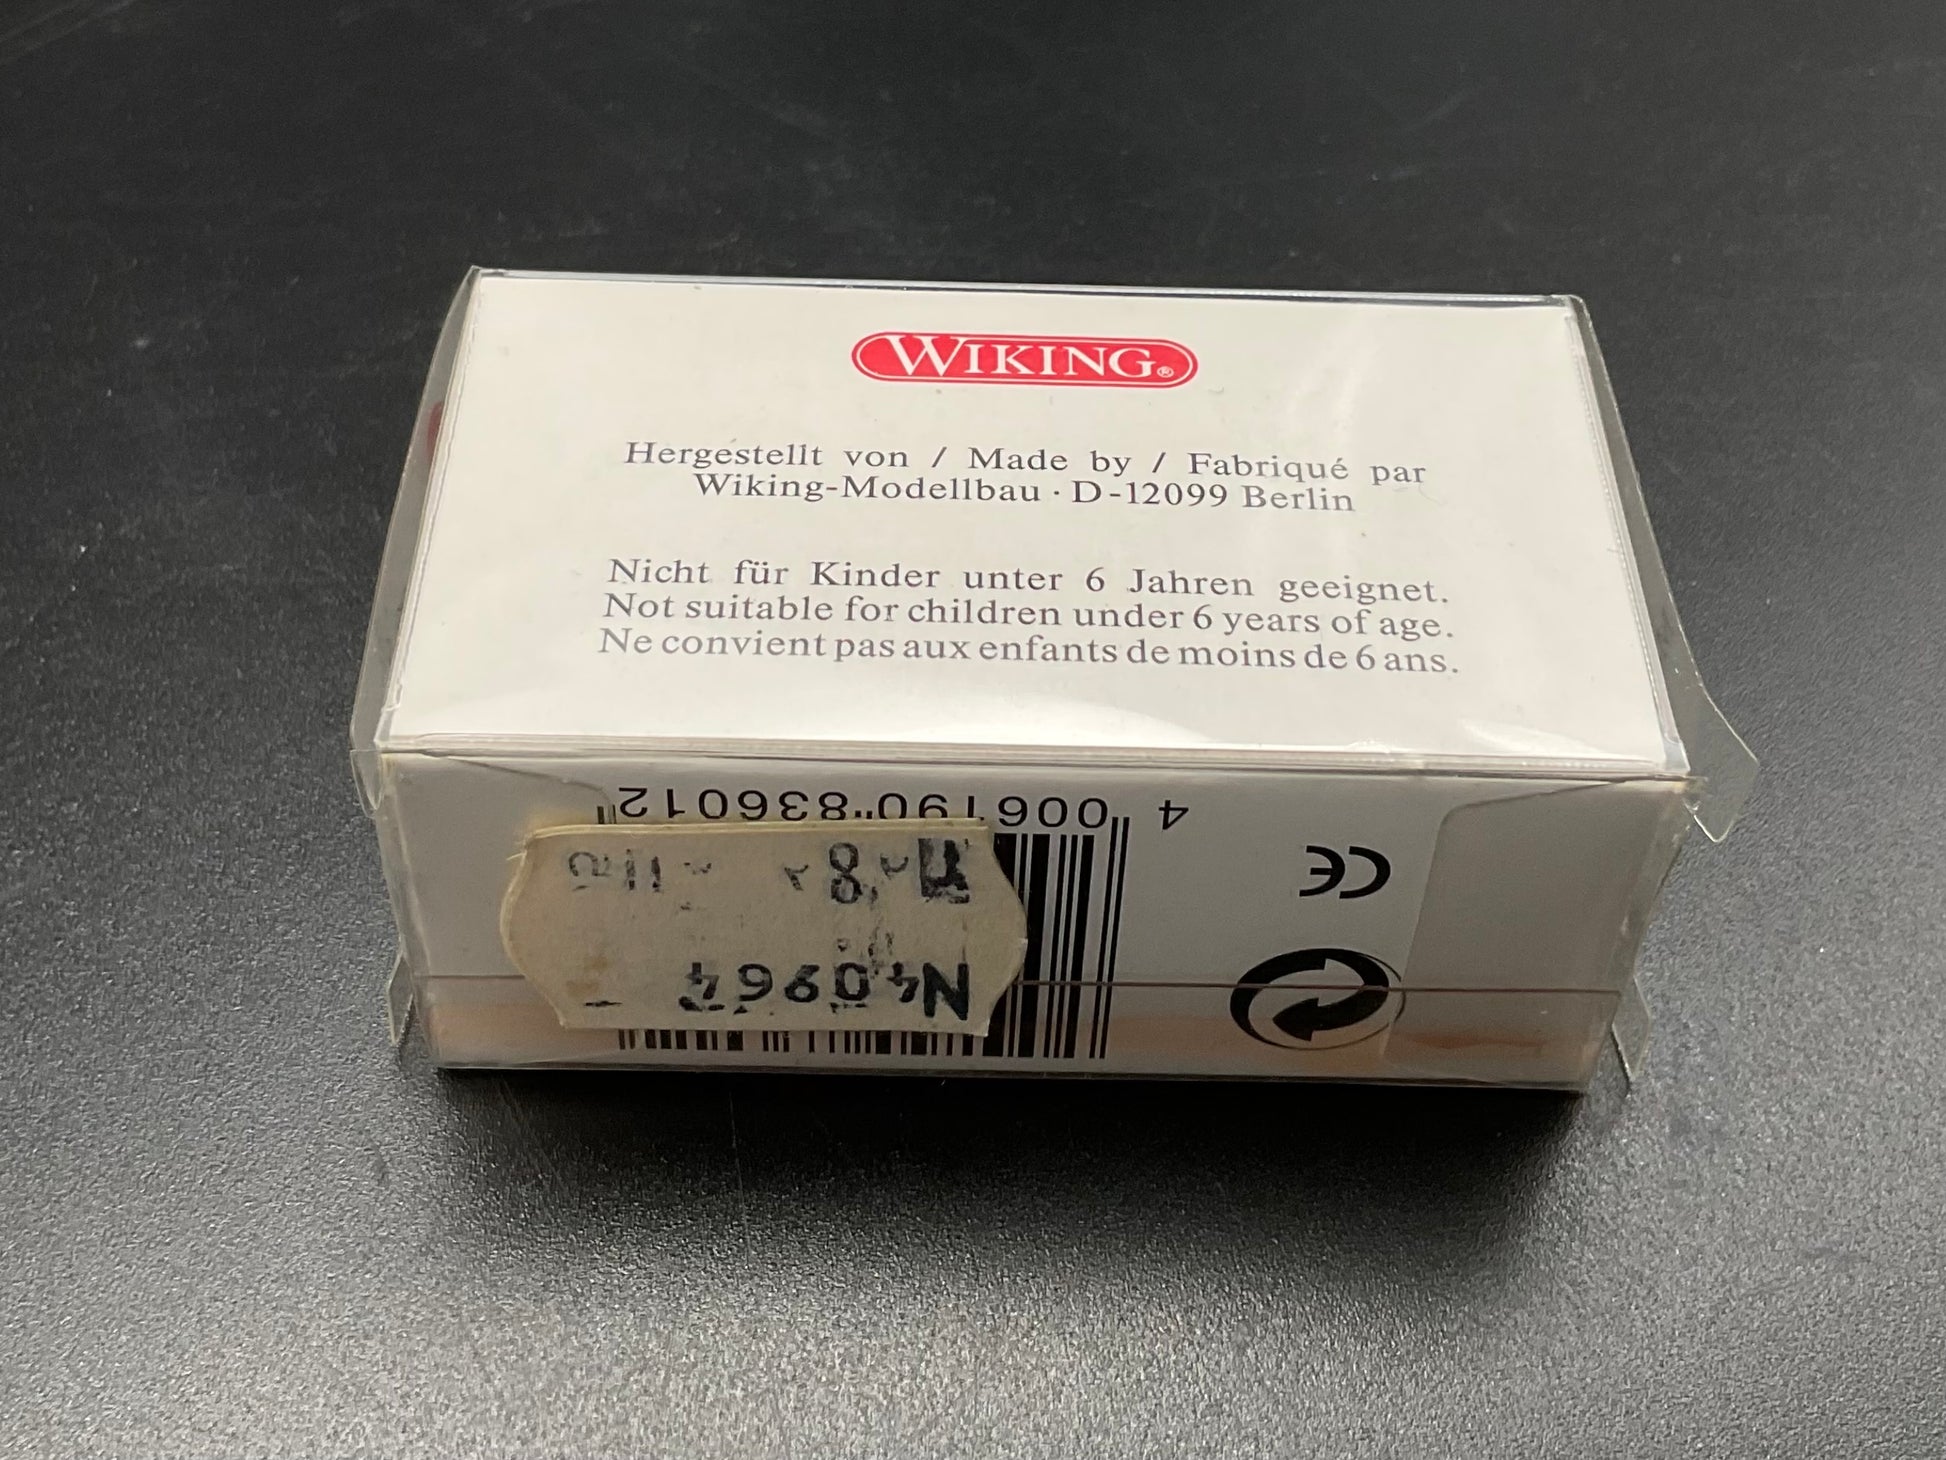 WIKING®
Hergestellt von / Made by / Fabriqué par
Wiking-Modellbau · D-12099 Berlin
Nicht für Kinder unter 6 Jahren geeignet.
Not suitable for children under 6 years of age.
Ne convient pas aux enfants de moins de 6 ans.
4 006190 836012
CE